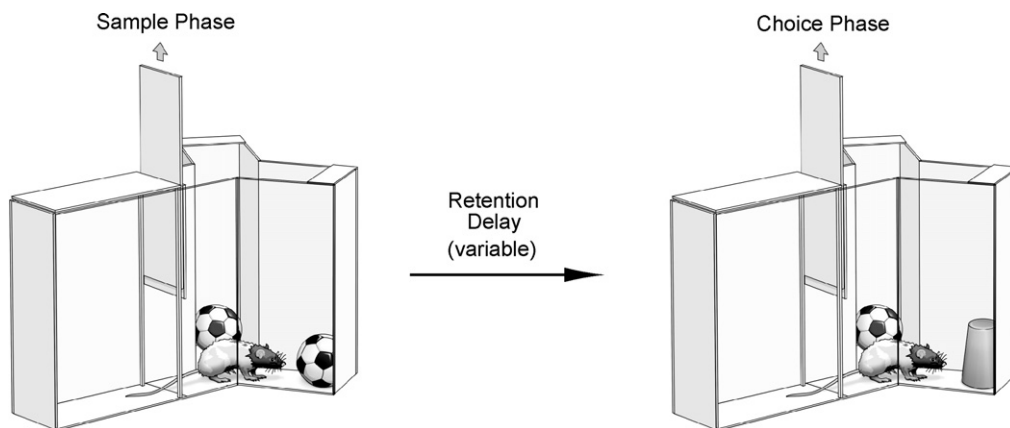 Sample Phase
Choice Phase
Retention
Delay
(variable)